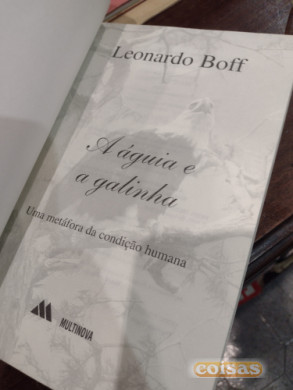 Leonardo Boff
A águia e
a galinha
Uma metáfora da condição humana
MULTINOVA
coisas